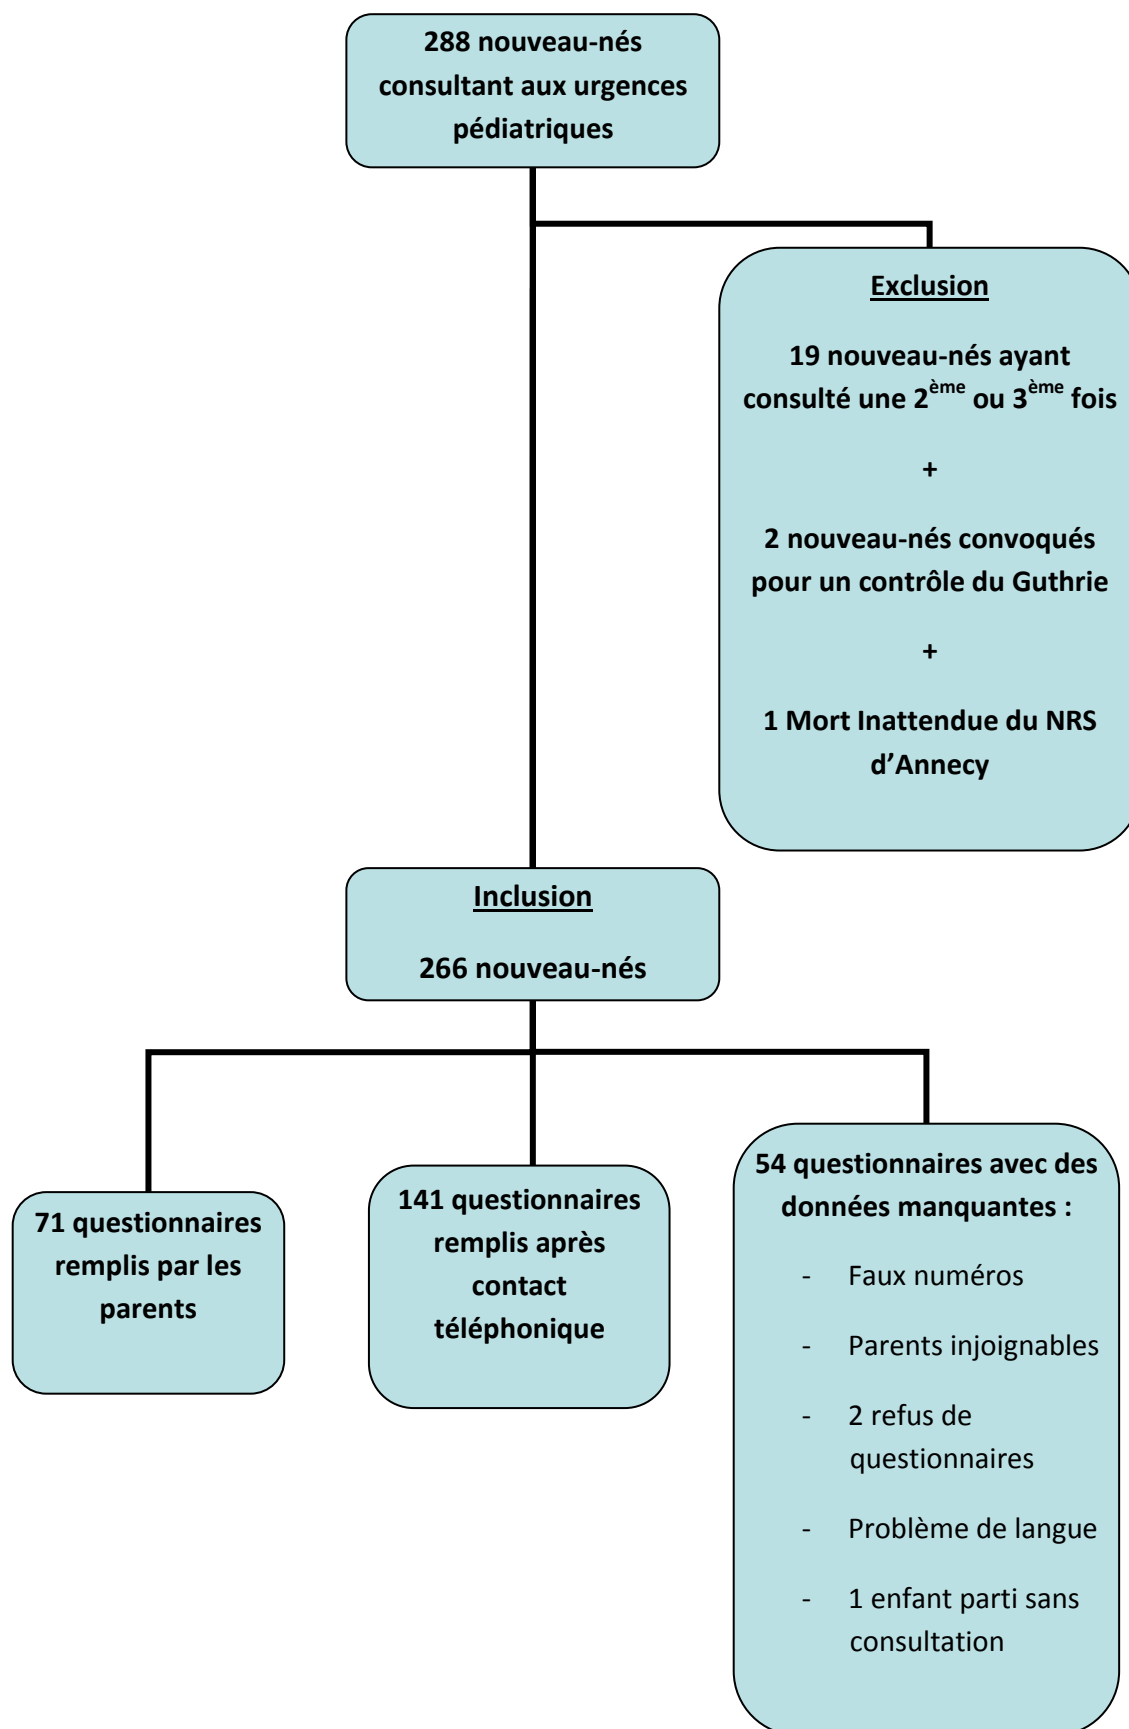 288 nouveau-nés
consultant aux urgences
pédiatriques
Exclusion
19 nouveau-nés ayant
consulté une 2ème ou 3ème fois
+
2 nouveau-nés convoqués
pour un contrôle du Guthrie
+
1 Mort Inattendue du NRS
d’Annecy
Inclusion
266 nouveau-nés
71 questionnaires
remplis par les
parents
141 questionnaires
remplis après
contact
téléphonique
54 questionnaires avec des
données manquantes :
- Faux numéros
- Parents injoignables
- 2 refus de
questionnaires
- Problème de langue
- 1 enfant parti sans
consultation